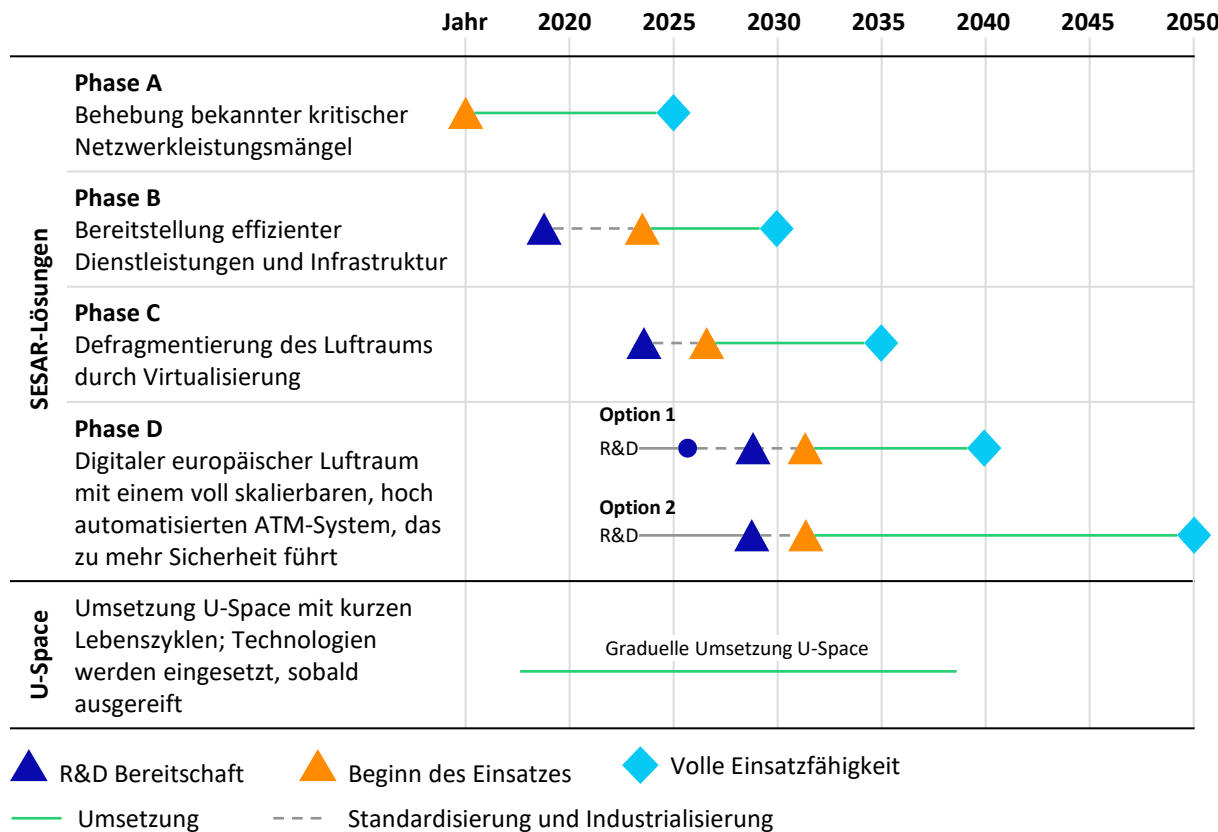 Jahr 2020 2025 2030 2035 2040 2045 2050
SESAR-Lösungen
Phase A
Behebung bekannter kritischer
Netzwerkleistungsmängel
Phase B
Bereitstellung effizienter
Dienstleistungen und Infrastruktur
Phase C
Defragmentierung des Luftraums
durch Virtualisierung
Phase D
Digitaler europäischer Luftraum
mit einem voll skalierbaren, hoch
automatisierten ATM-System, das
zu mehr Sicherheit führt
Option 1
R&D
Option 2
R&D
U-Space
Umsetzung U-Space mit kurzen
Lebenszyklen; Technologien
werden eingesetzt, sobald
ausgereift
Graduelle Umsetzung U-Space
R&D Bereitschaft
Beginn des Einsatzes
Volle Einsatzfähigkeit
Umsetzung
Standardisierung und Industrialisierung